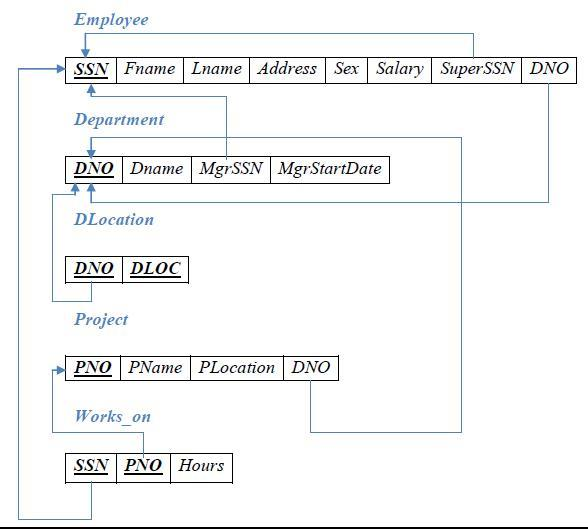 Employee
SSN Fname Lname Address Sex Salary SuperSSN DNO
Department
DNO Dname MgrSSN MgrStartDate
DLocation
DNO DLOC
Project
PNO PName PLocation DNO
Works_on
SSN PNO Hours